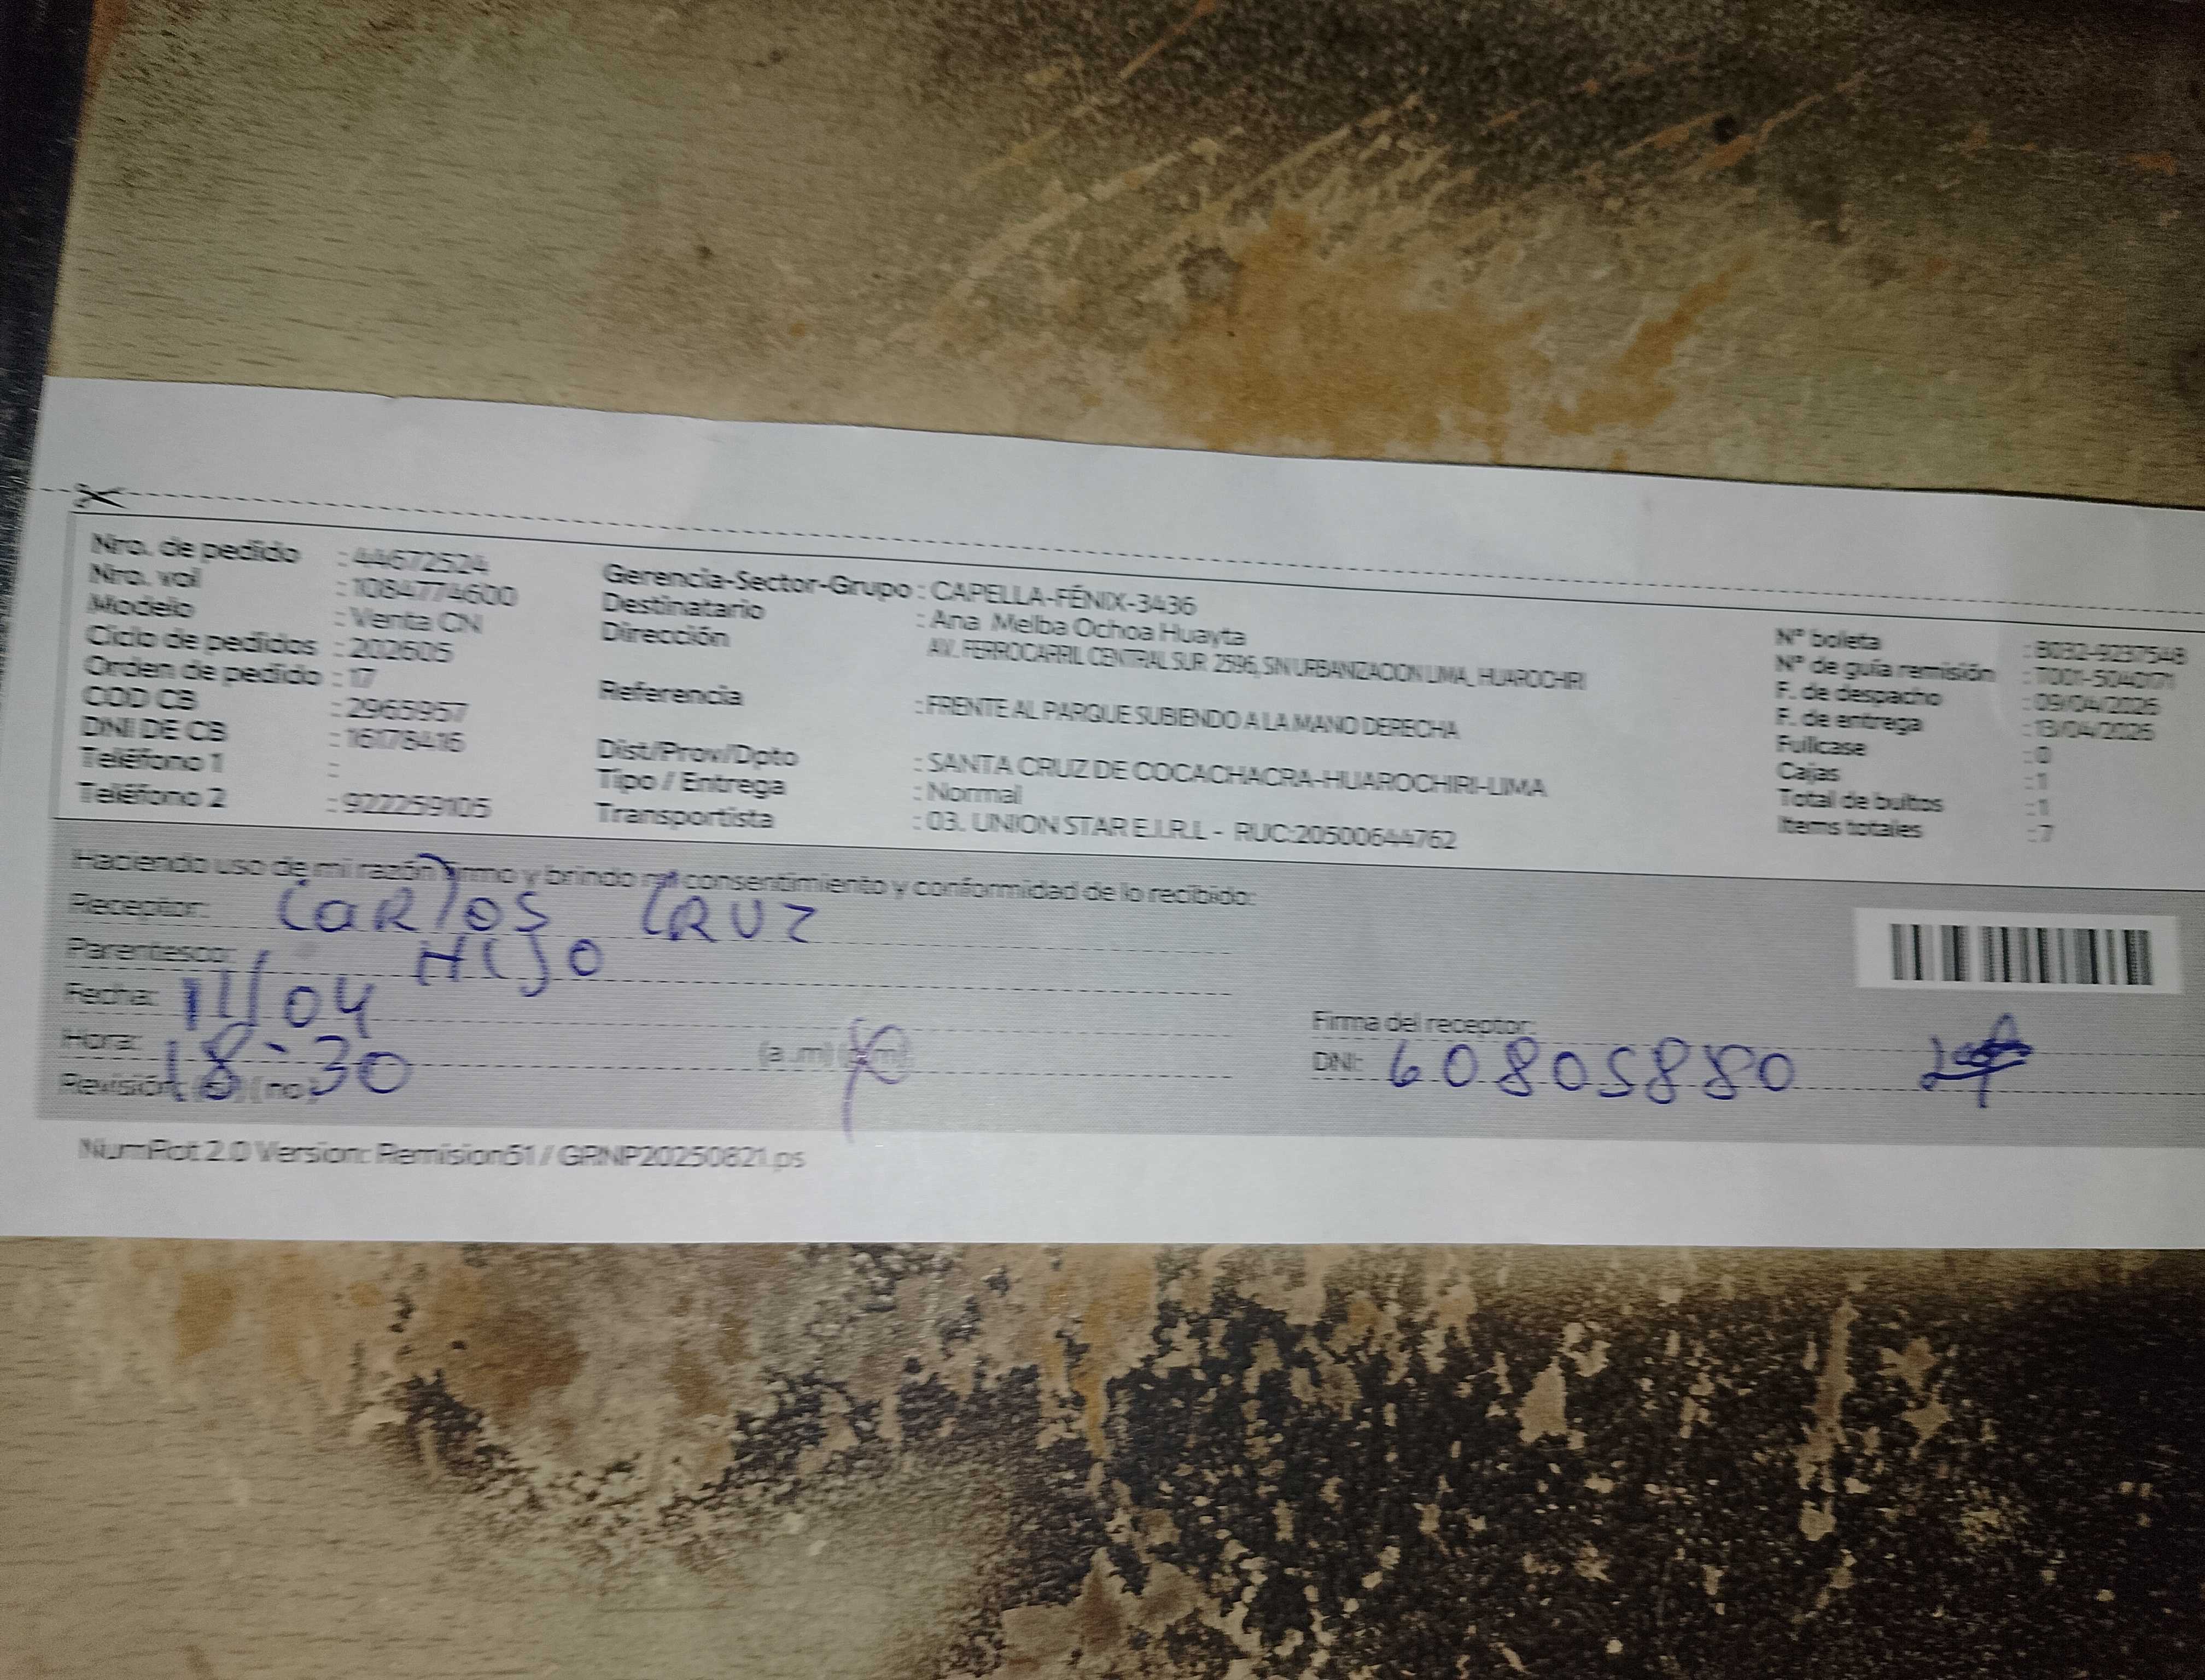 Nro. de pedido : 44672524
Nro. vol : 1084774600
Modelo : Venta CN
Ciclo de pedidos : 202605
Orden de pedido : 17
COD CB : 2965957
DNI DE CB : 16178416
Teléfono 1 :
Teléfono 2 : 922259105
Gerencia-Sector-Grupo : CAPELLA-FÉNIX-3436
Destinatario : Ana Melba Ochoa Huayta
Dirección AV. FERROCARRIL CENTRAL SUR 2596, SN URBANZACION LIMA, HUAROCHIRI
Referencia : FRENTE AL PARQUE SUBIENDO A LA MANO DERECHA
Dist/Prov/Dpto : SANTA CRUZ DE COCACHACRA-HUAROCHIRI-LIMA
Tipo / Entrega : Normal
Transportista : 03. UNION STAR E.I.R.L - RUC:20500644762
N° boleta : B032-9237548
N° de guía remisión : T001-5040171
F. de despacho : 09/04/2026
F. de entrega : 13/04/2026
Fullcase : 0
Cajas : 1
Total de bultos : 1
Items totales : 7
Haciendo uso de mi razón firmo y brindo mi consentimiento y conformidad de lo recibido:
Receptor: CARLOS CRUZ
Parentesco: HIJO
Fecha: 11/04
Hora: 18:30 (a.m) (p.m)
Revisión: (si) (no)
Firma del receptor:
DNI: 60805880
NumRot 2.0 Version: Remision51 / GRNP20250821.ps